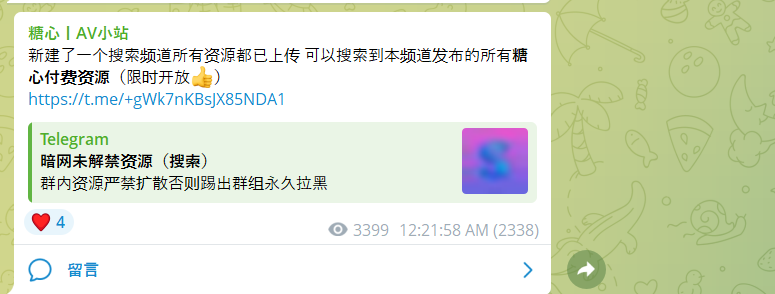 糖心丨AV小站
新建了一个搜索频道所有资源都已上传 可以搜索到本频道发布的所有糖
心付费资源（限时开放👍）
https://t.me/+gWk7nKBsJX85NDA1
Telegram
暗网未解禁资源（搜索）
群内资源严禁扩散否则踢出群组永久拉黑
4
3399 12:21:58 AM (2338)
留言